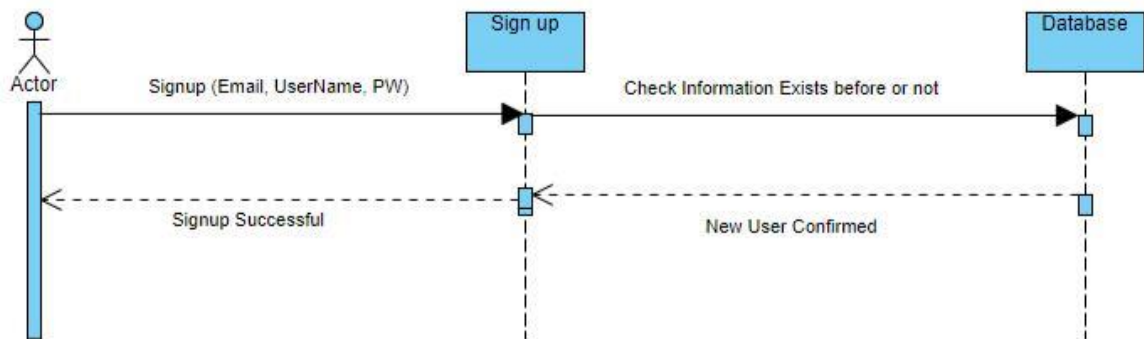 Sign up
Database
Actor
Signup (Email, UserName, PW)
Check Information Exists before or not
Signup Successful
New User Confirmed